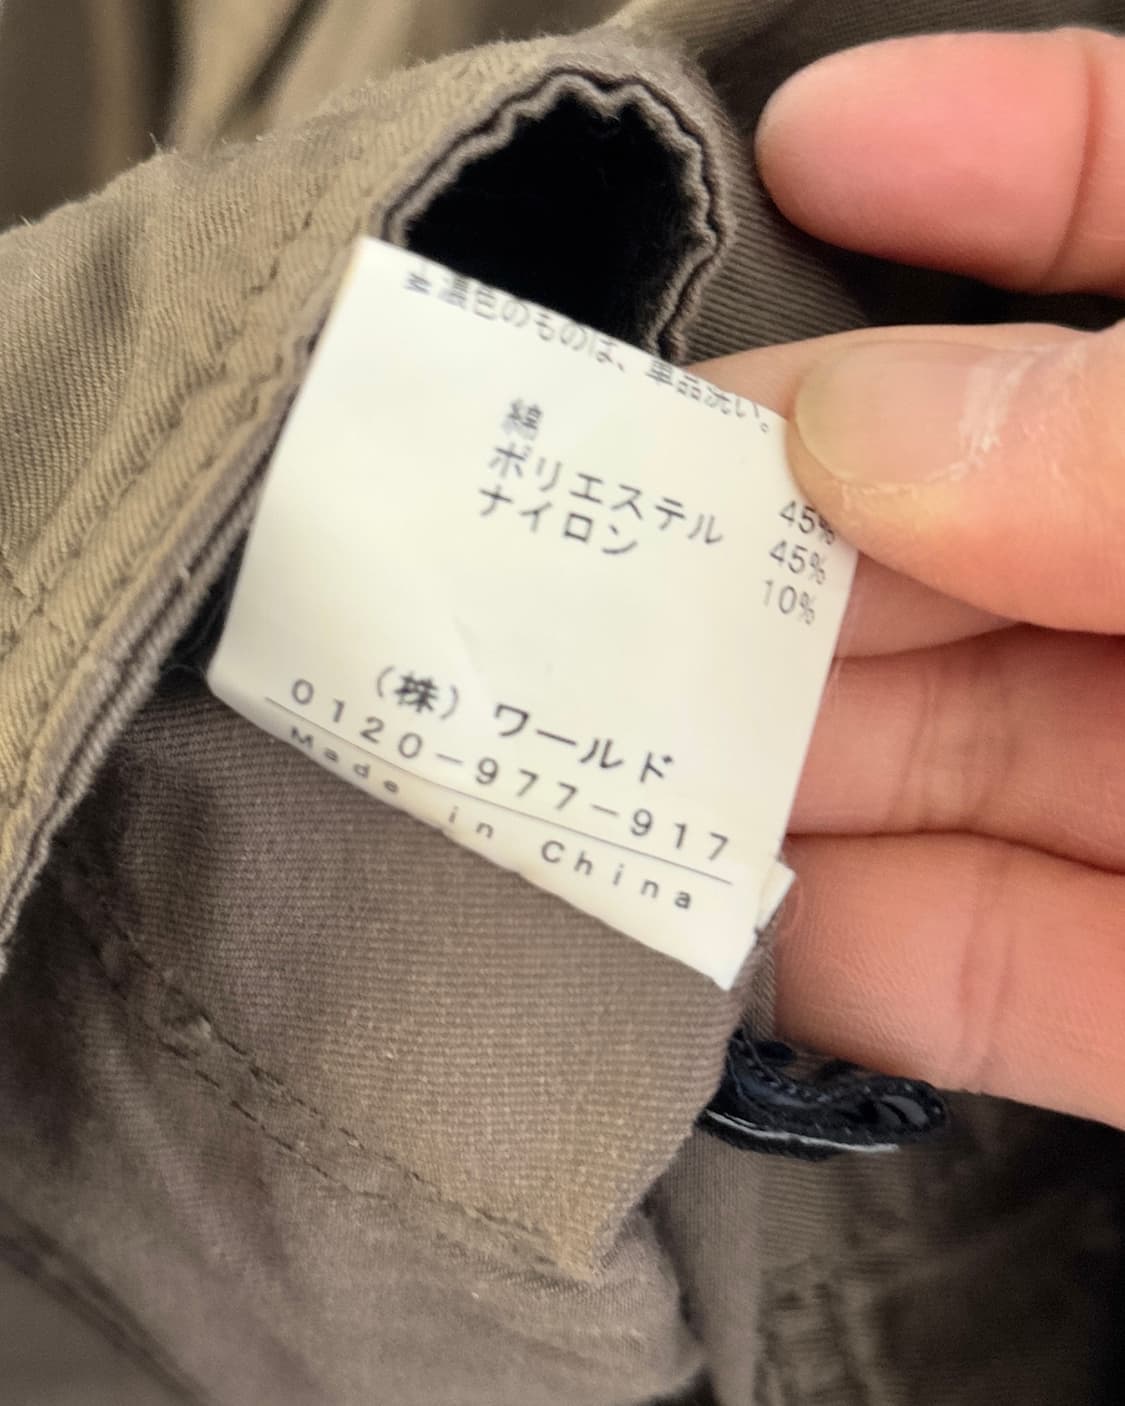 濃色のものは、単品洗い。
綿 45%
ポリエステル 45%
ナイロン 10%
(株)ワールド
0120-977-917
Made in China